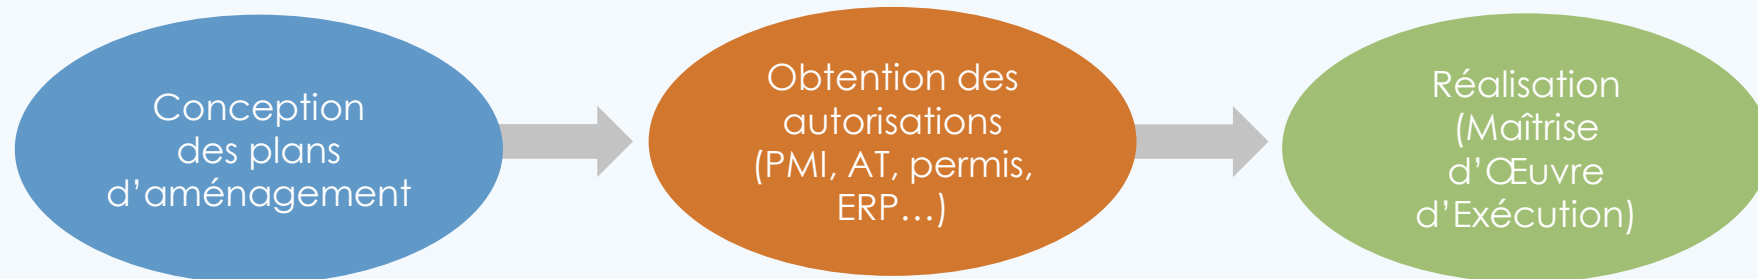 Conception
des plans
d’aménagement
Obtention des
autorisations
(PMI, AT, permis,
ERP…)
Réalisation
(Maîtrise
d’Œuvre
d’Exécution)